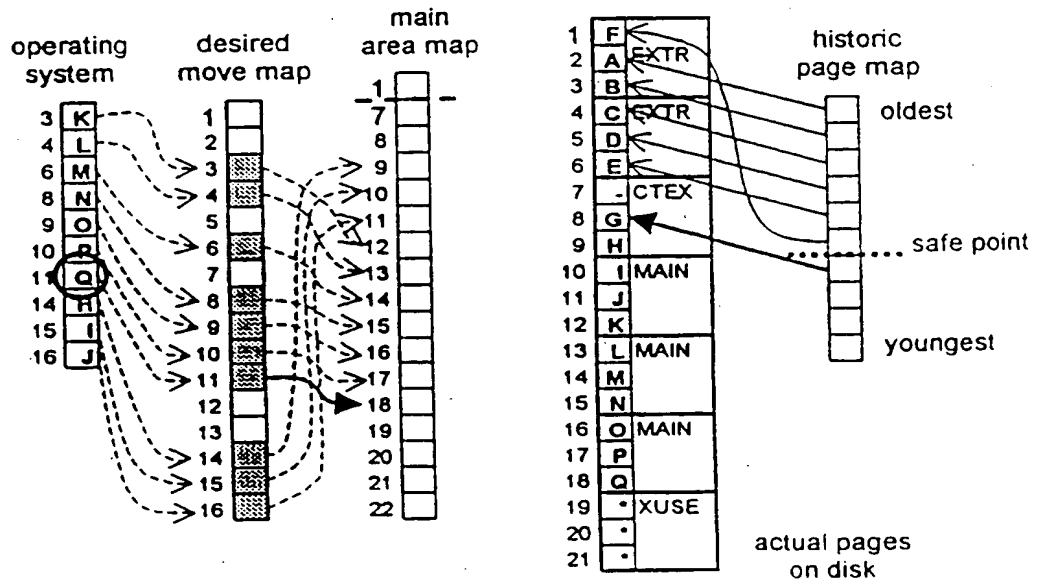 operating
system
3 K
4 L
6 M
8 N
9 O
10 P
11 Q
14 H
15 I
16 J
desired
move map
1
2
3
4
5
6
7
8
9
10
11
12
13
14
15
16
main
area map
1
7
8
9
10
11
12
13
14
15
16
17
18
19
20
21
22
1 F
2 A EXTR
3 B
4 C EXTR
5 D
6 E
7 - CTEX
8 G
9 H
10 I MAIN
11 J
12 K
13 L MAIN
14 M
15 N
16 O MAIN
17 P
18 Q
19 * XUSE
20 *
21 *
historic
page map
oldest
safe point
youngest
actual pages
on disk